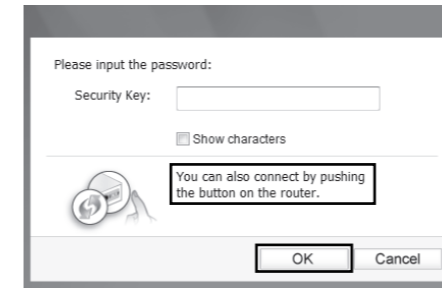 Please input the password:
Security Key:
Show characters
You can also connect by pushing
the button on the router.
OK
Cancel